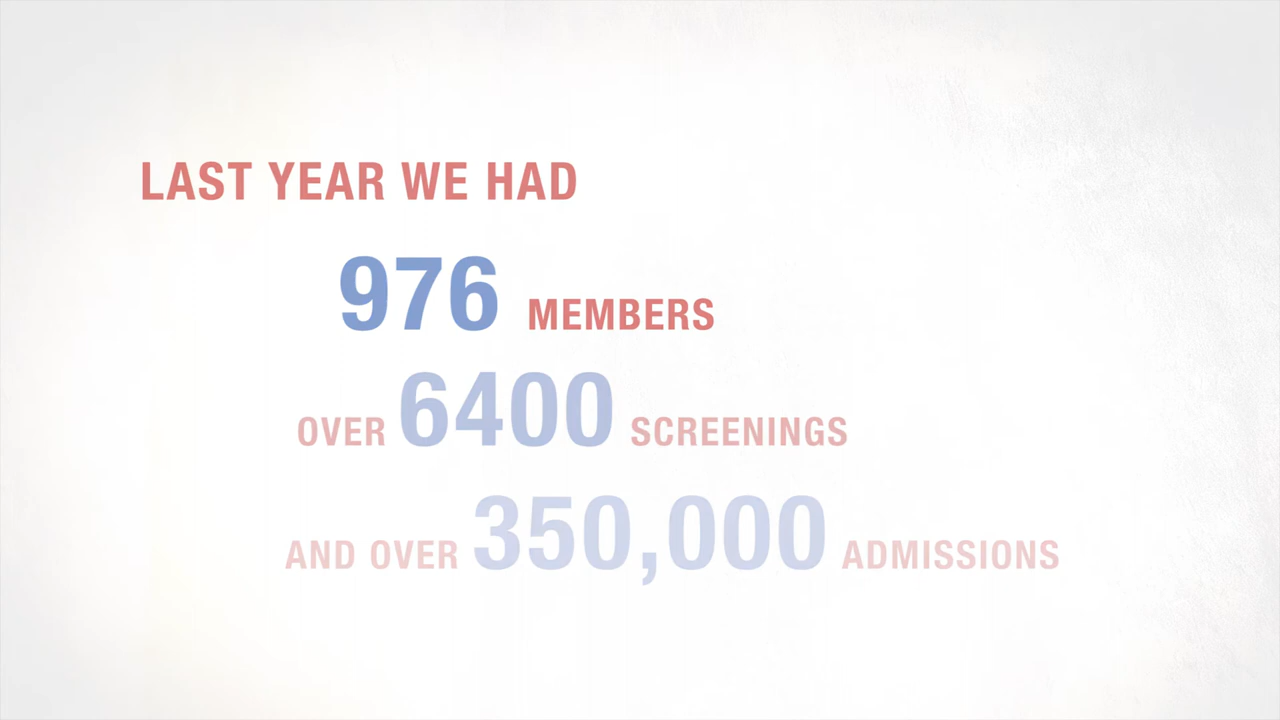 LAST YEAR WE HAD
976 MEMBERS
OVER 6400 SCREENINGS
AND OVER 350,000 ADMISSIONS